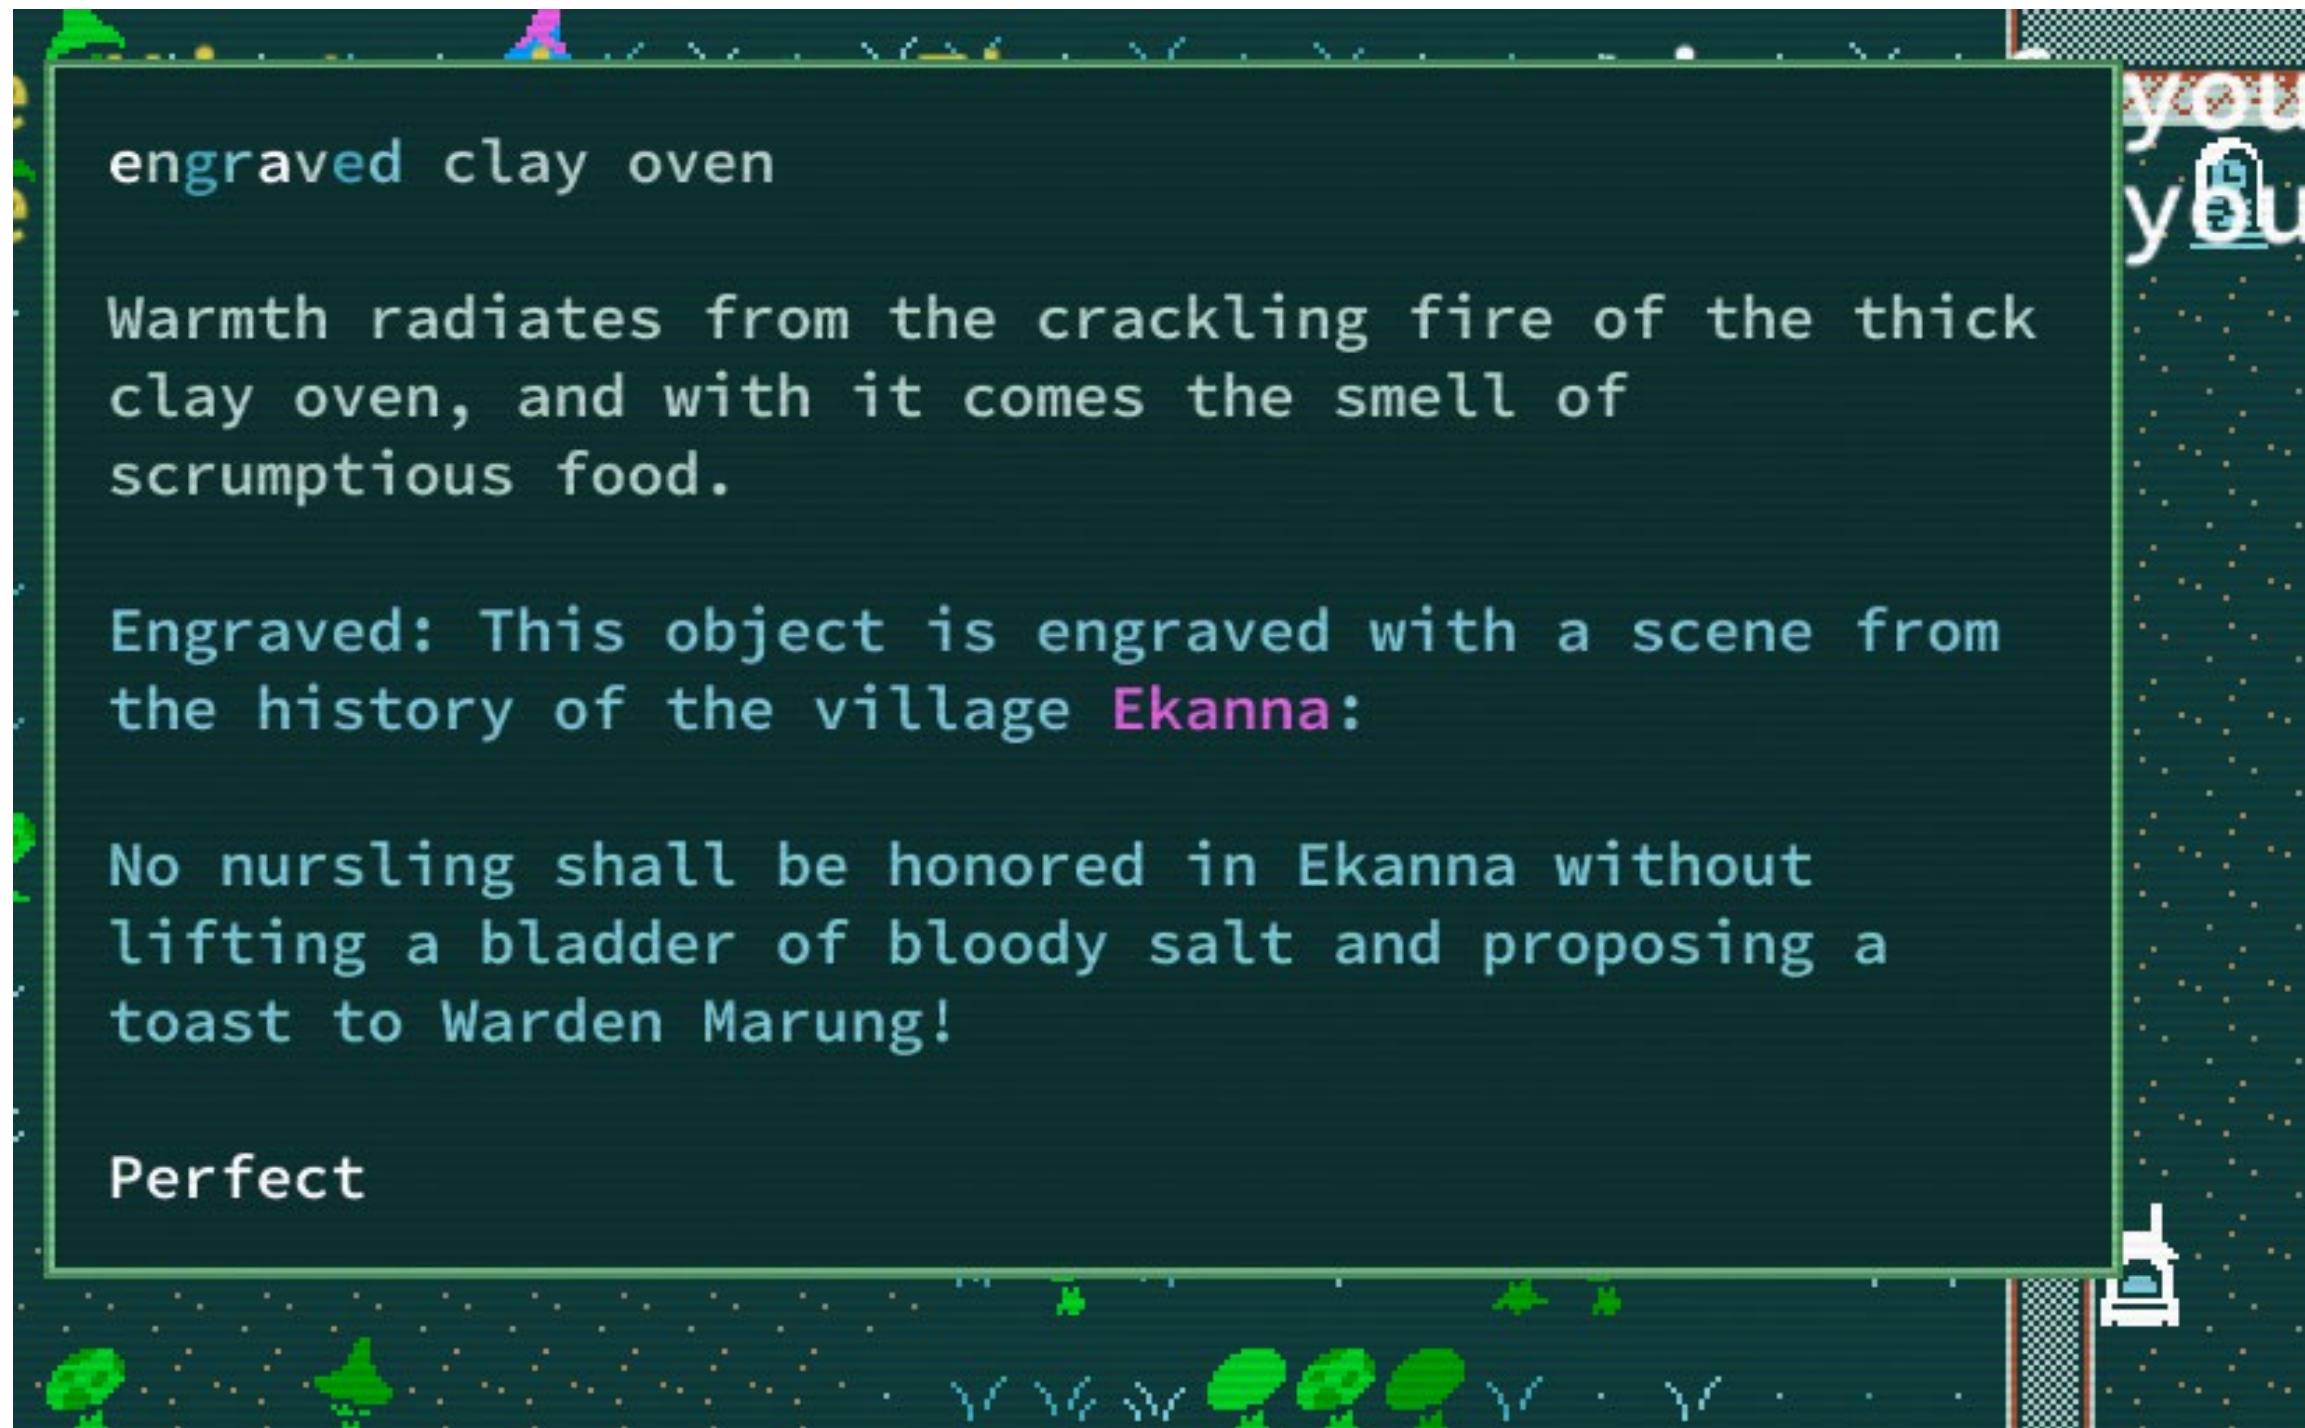 you
you
engraved clay oven
Warmth radiates from the crackling fire of the thick
clay oven, and with it comes the smell of
scrumptious food.
Engraved: This object is engraved with a scene from
the history of the village Ekanna:
No nursling shall be honored in Ekanna without
lifting a bladder of bloody salt and proposing a
toast to Warden Marung!
Perfect